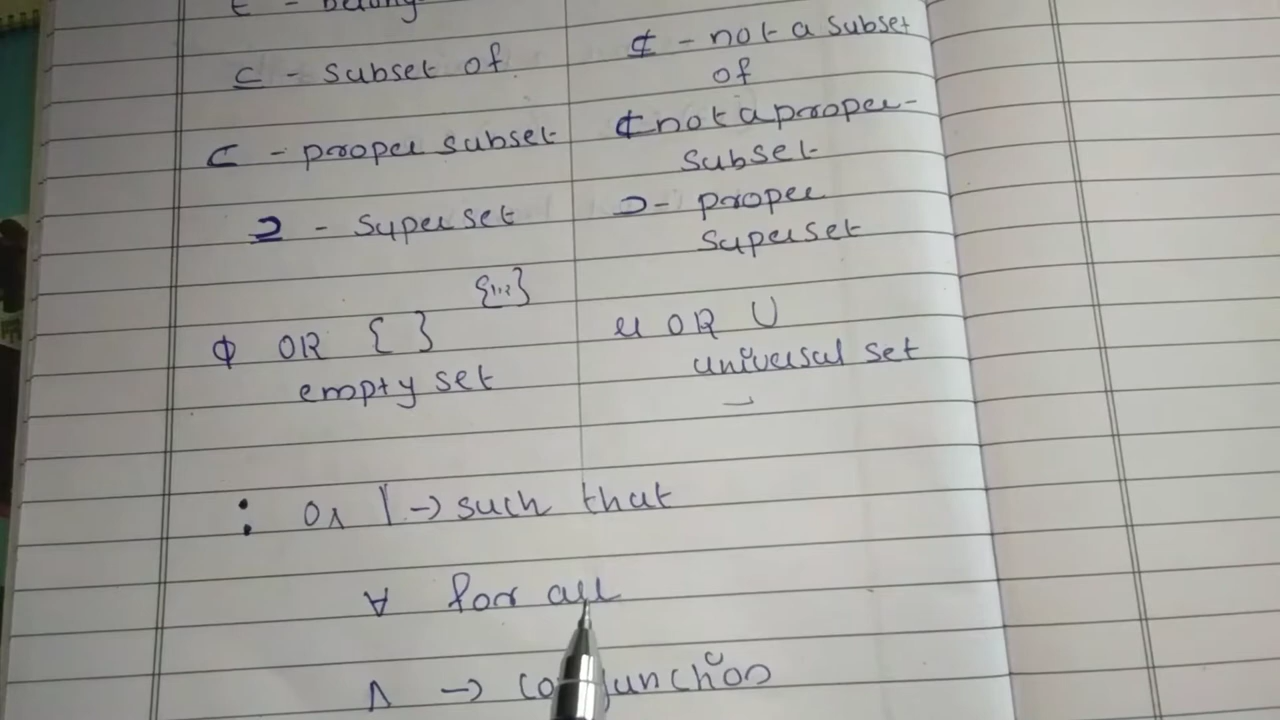 ∈ - belong
⊆ - subset of
⊄ - not a subset
of
⊂ - proper subset
⊄ not a proper-
subset
⊇ - Superset
⊃ - proper
Superset
{1,2}
ϕ OR { }
empty set
μ OR U
universal set
: or | → such that
∀ for all
∧ → conjunction